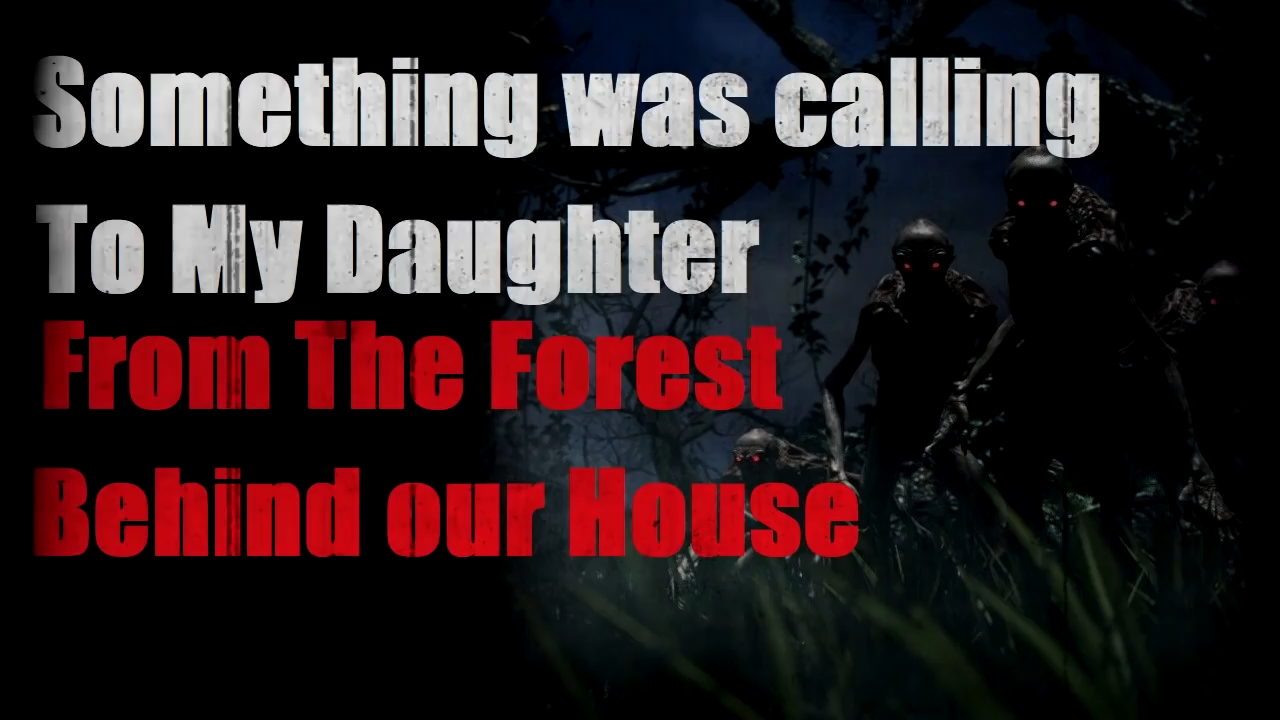 Something was calling
To My Daughter
From The Forest
Behind our House